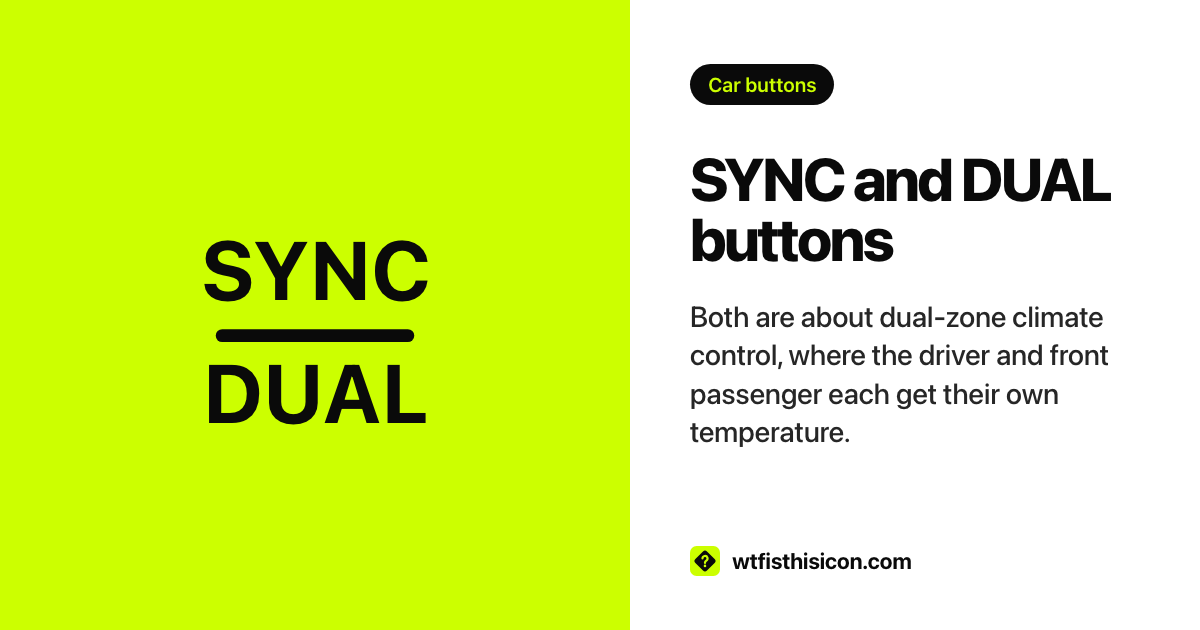 SYNC
DUAL
Car buttons
SYNC and DUAL
buttons
Both are about dual-zone climate
control, where the driver and front
passenger each get their own
temperature.
?
wtfisthisicon.com